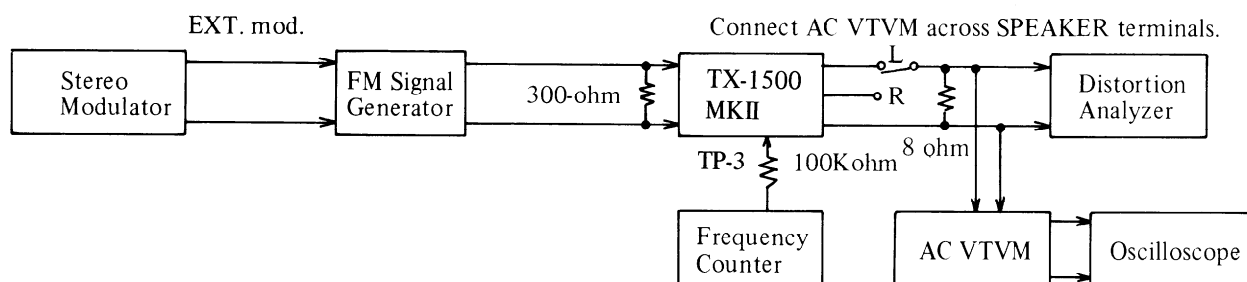 EXT. mod.
Connect AC VTVM across SPEAKER terminals.
Stereo
Modulator
FM Signal
Generator
300-ohm
TX-1500
MKII
L
R
8 ohm
Distortion
Analyzer
TP-3
100Kohm
Frequency
Counter
AC VTVM
Oscilloscope